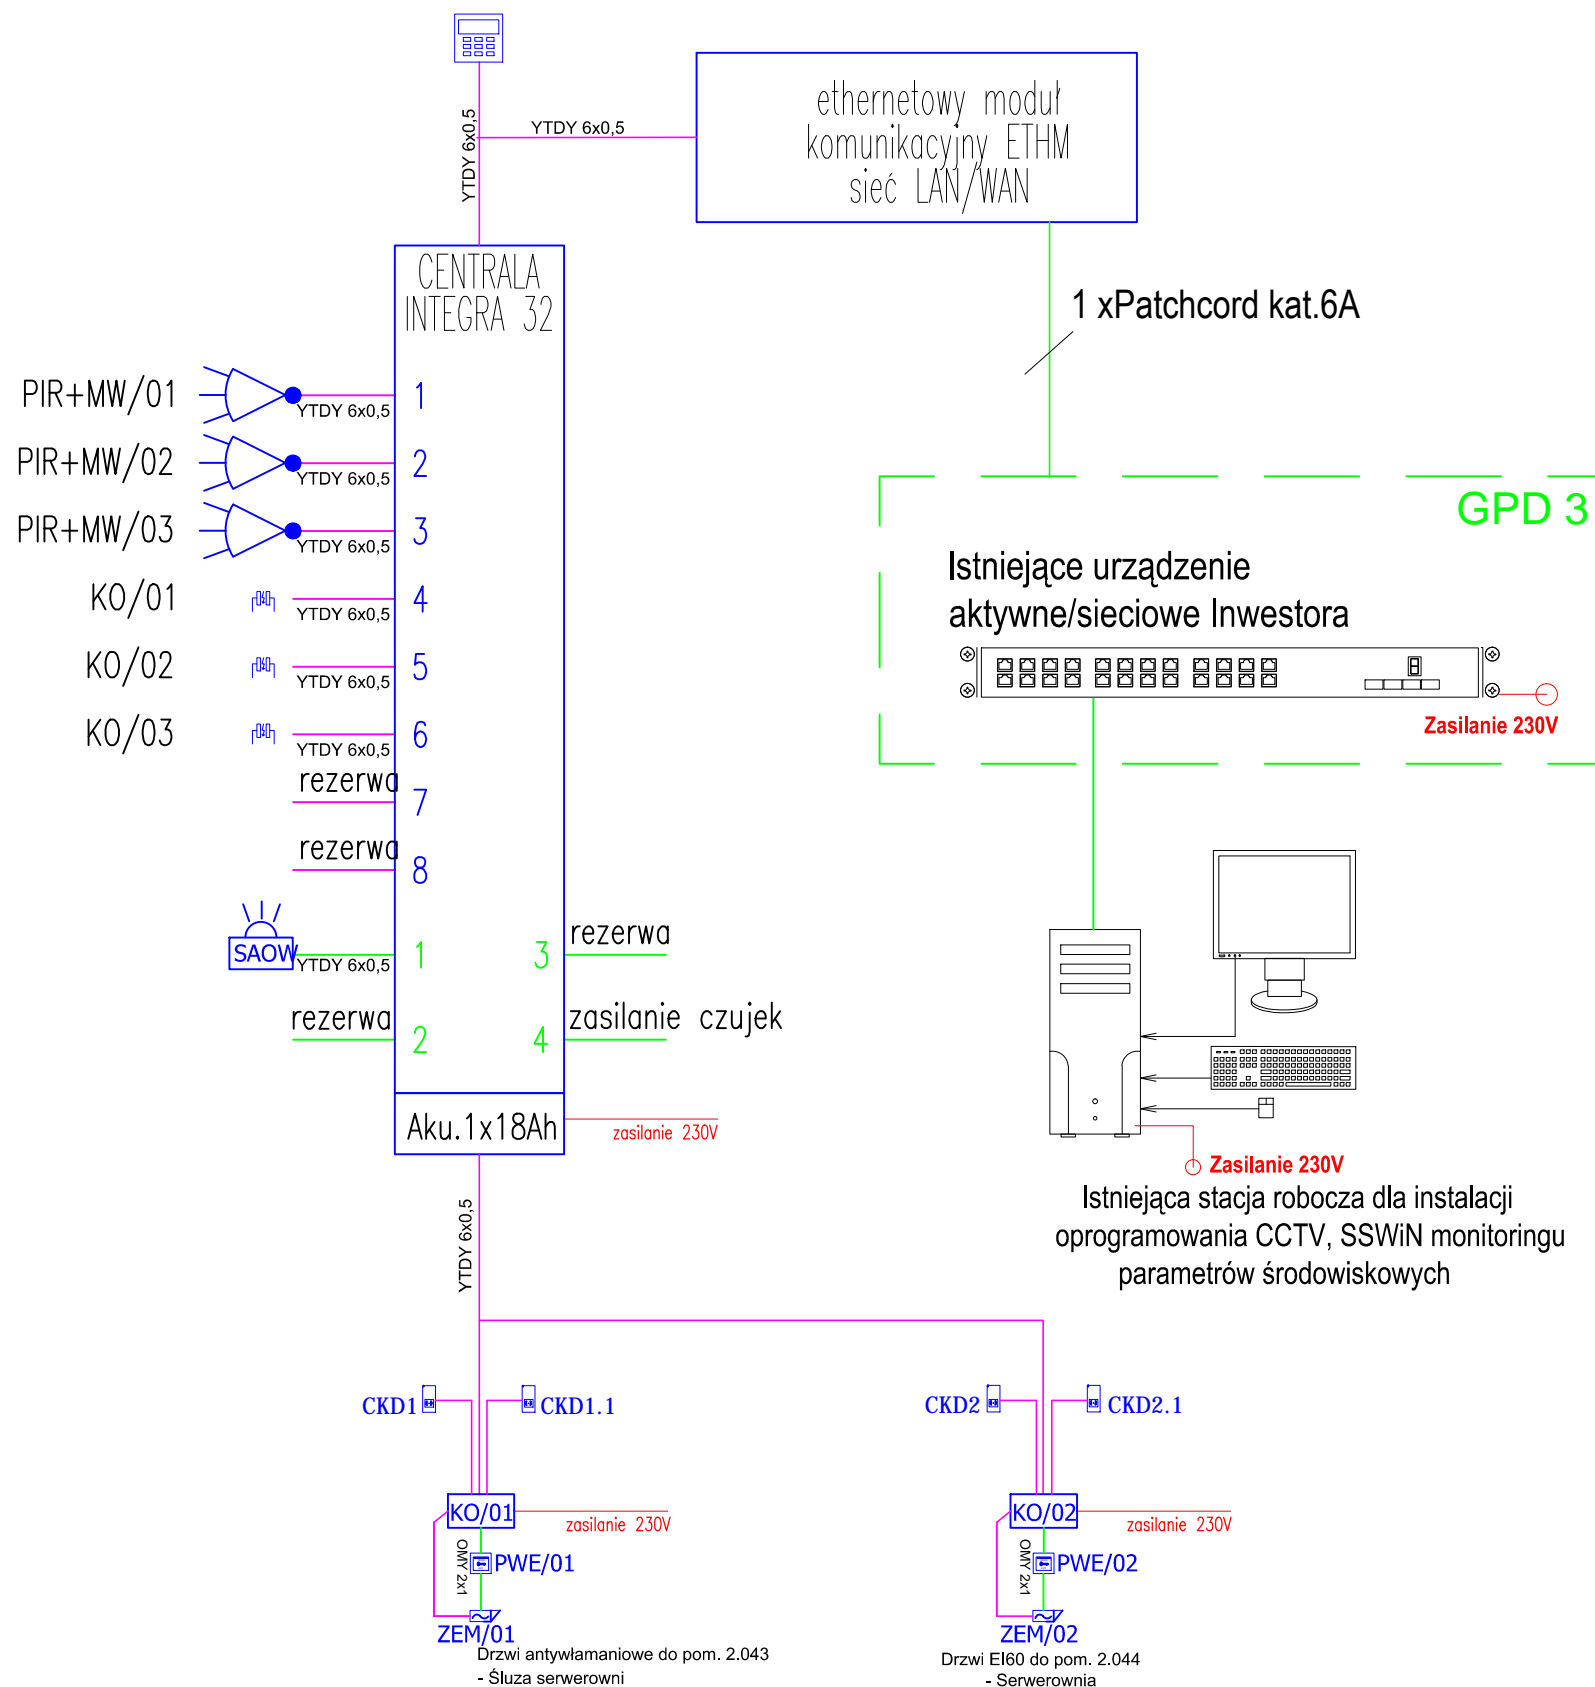 YTDY 6x0,5
YTDY 6x0,5
ethernetowy moduł
komunikacyjny ETHM
sieć LAN/WAN
CENTRALA
INTEGRA 32
1 xPatchcord kat.6A
PIR+MW/01
YTDY 6x0,5
1
PIR+MW/02
YTDY 6x0,5
2
PIR+MW/03
YTDY 6x0,5
3
KO/01
YTDY 6x0,5
4
KO/02
YTDY 6x0,5
5
KO/03
YTDY 6x0,5
6
rezerwa
7
rezerwa
8
SAOW
YTDY 6x0,5
1
3
rezerwa
rezerwa
2
4
zasilanie czujek
Aku.1x18Ah
zasilanie 230V
GPD 3
Istniejące urządzenie
aktywne/sieciowe Inwestora
Zasilanie 230V
Zasilanie 230V
Istniejąca stacja robocza dla instalacji
oprogramowania CCTV, SSWiN monitoringu
parametrów środowiskowych
YTDY 6x0,5
CKD1
CKD1.1
CKD2
CKD2.1
KO/01
zasilanie 230V
OMY 2x1
PWE/01
ZEM/01
Drzwi antywłamaniowe do pom. 2.043
- Śluza serwerowni
KO/02
zasilanie 230V
OMY 2x1
PWE/02
ZEM/02
Drzwi EI60 do pom. 2.044
- Serwerownia